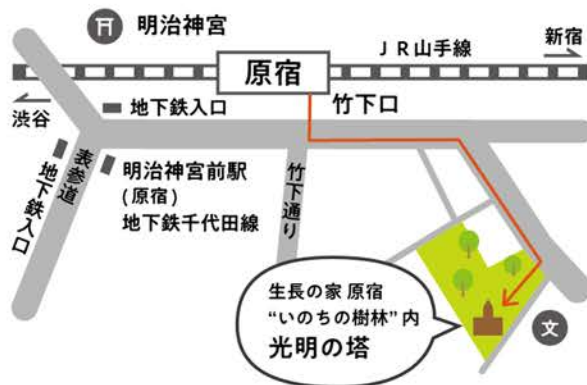 明治神宮
JR山手線
新宿
原宿
渋谷
地下鉄入口
竹下口
表参道
地下鉄入口
明治神宮前駅
(原宿)
地下鉄千代田線
竹下通り
生長の家 原宿
“いのちの樹林” 内
光明の塔
文